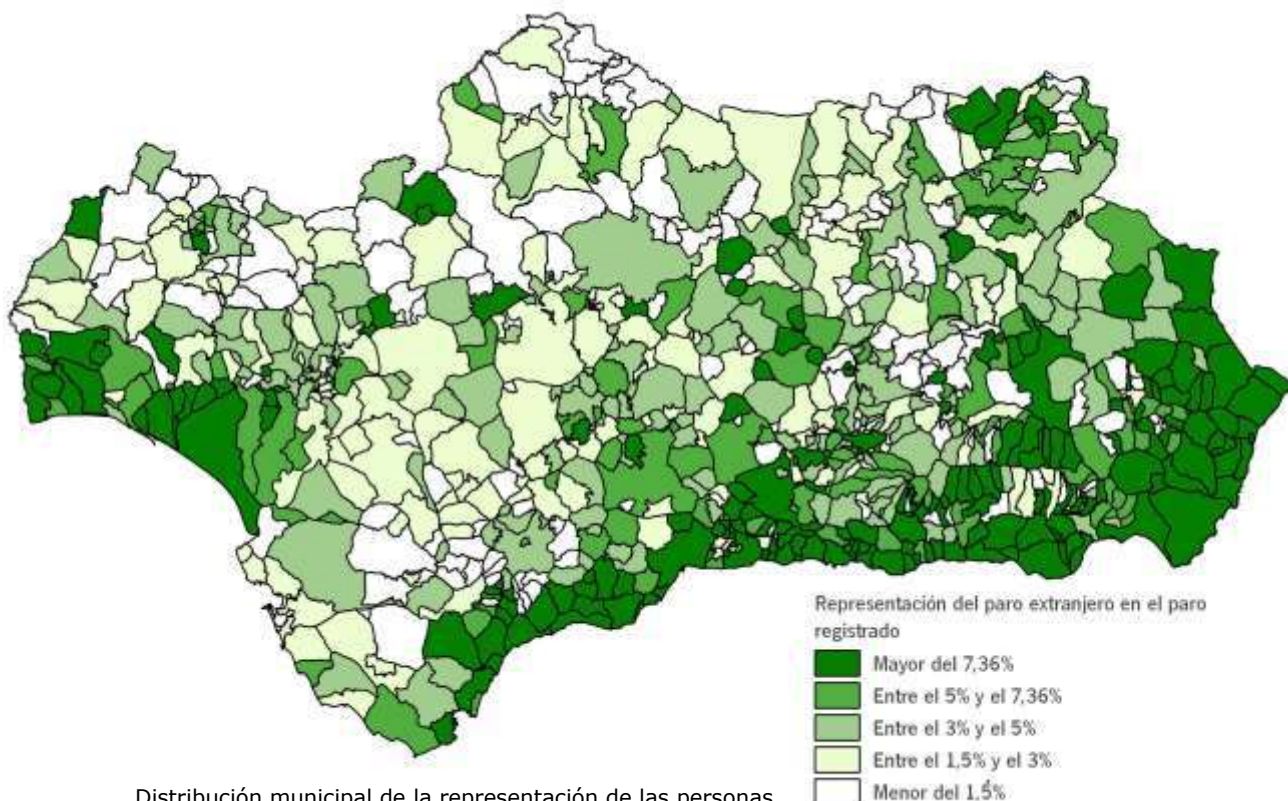 Representación del paro extranjero en el paro
registrado
Mayor del 7,36%
Entre el 5% y el 7,36%
Entre el 3% y el 5%
Entre el 1,5% y el 3%
Menor del 1,5%
Distribución municipal de la representación de las personas